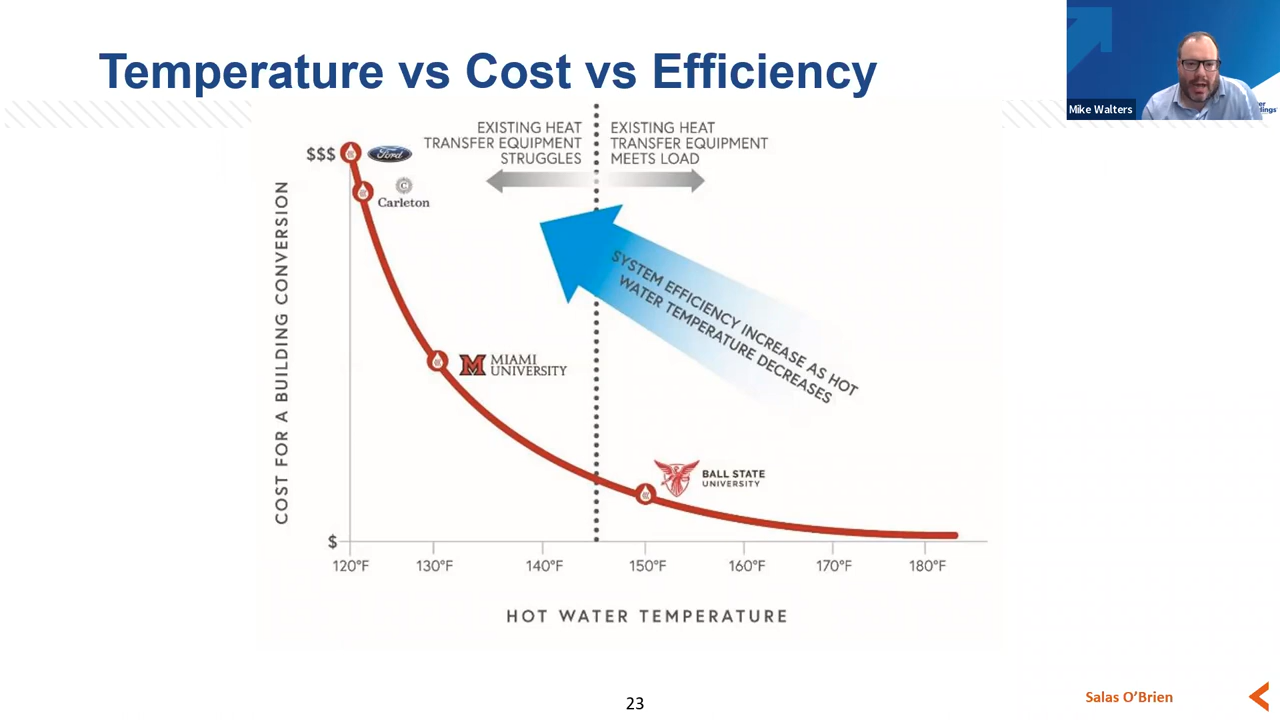 Temperature vs Cost vs Efficiency
Mike Walters
EXISTING HEAT
TRANSFER EQUIPMENT
STRUGGLES
EXISTING HEAT
TRANSFER EQUIPMENT
MEETS LOAD
$$$
Ford
C
Carleton
COST FOR A BUILDING CONVERSION
SYSTEM EFFICIENCY INCREASE AS HOT
WATER TEMPERATURE DECREASES
M
MIAMI
UNIVERSITY
BALL STATE
UNIVERSITY
$
120°F 130°F 140°F 150°F 160°F 170°F 180°F
HOT WATER TEMPERATURE
Salas O’Brien
23